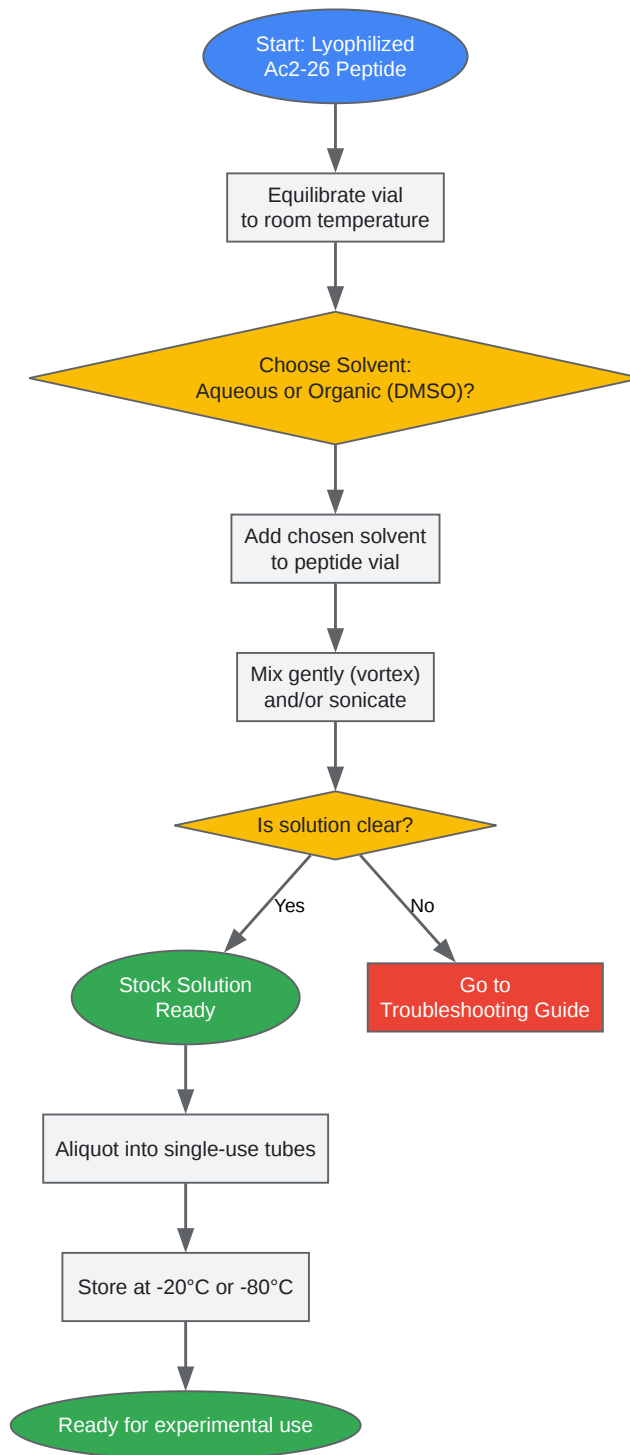 Start: Lyophilized
Ac2-26 Peptide
Equilibrate vial
to room temperature
Choose Solvent:
Aqueous or Organic (DMSO)?
Add chosen solvent
to peptide vial
Mix gently (vortex)
and/or sonicate
Is solution clear?
Yes
No
Stock Solution
Ready
Go to
Troubleshooting Guide
Aliquot into single-use tubes
Store at -20°C or -80°C
Ready for experimental use